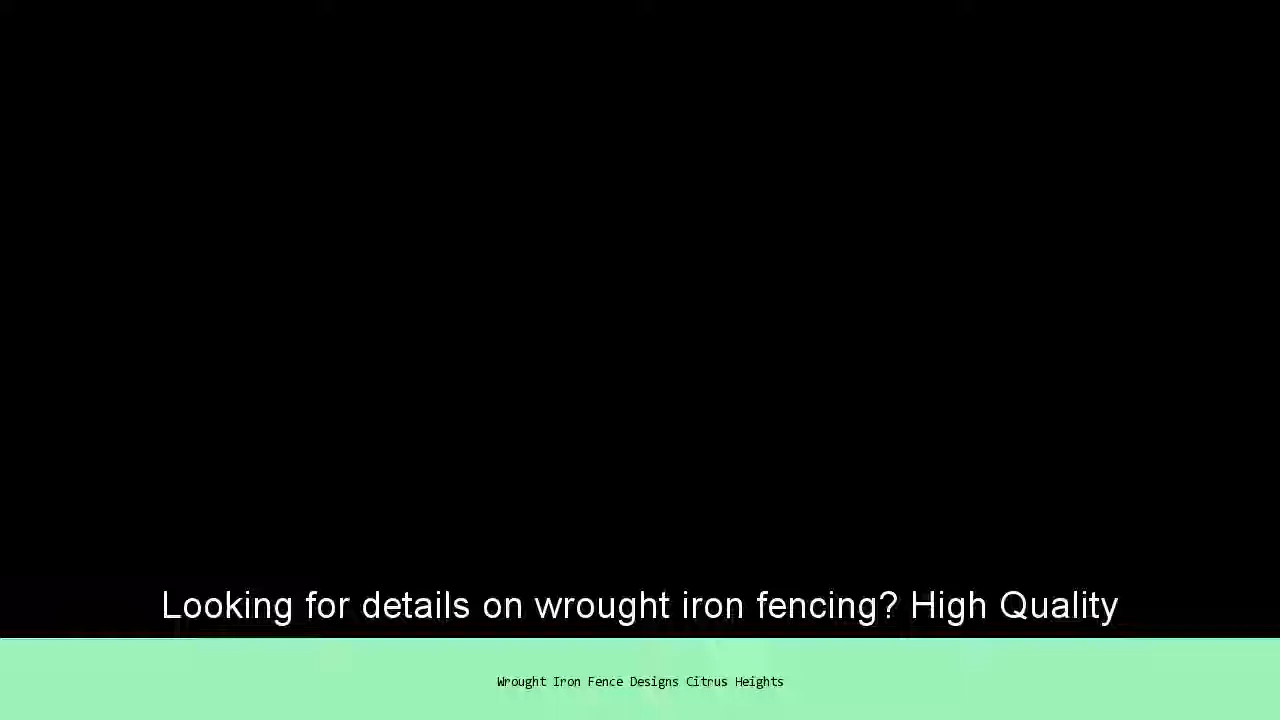 Looking for details on wrought iron fencing? High Quality
Wrought Iron Fence Designs Citrus Heights